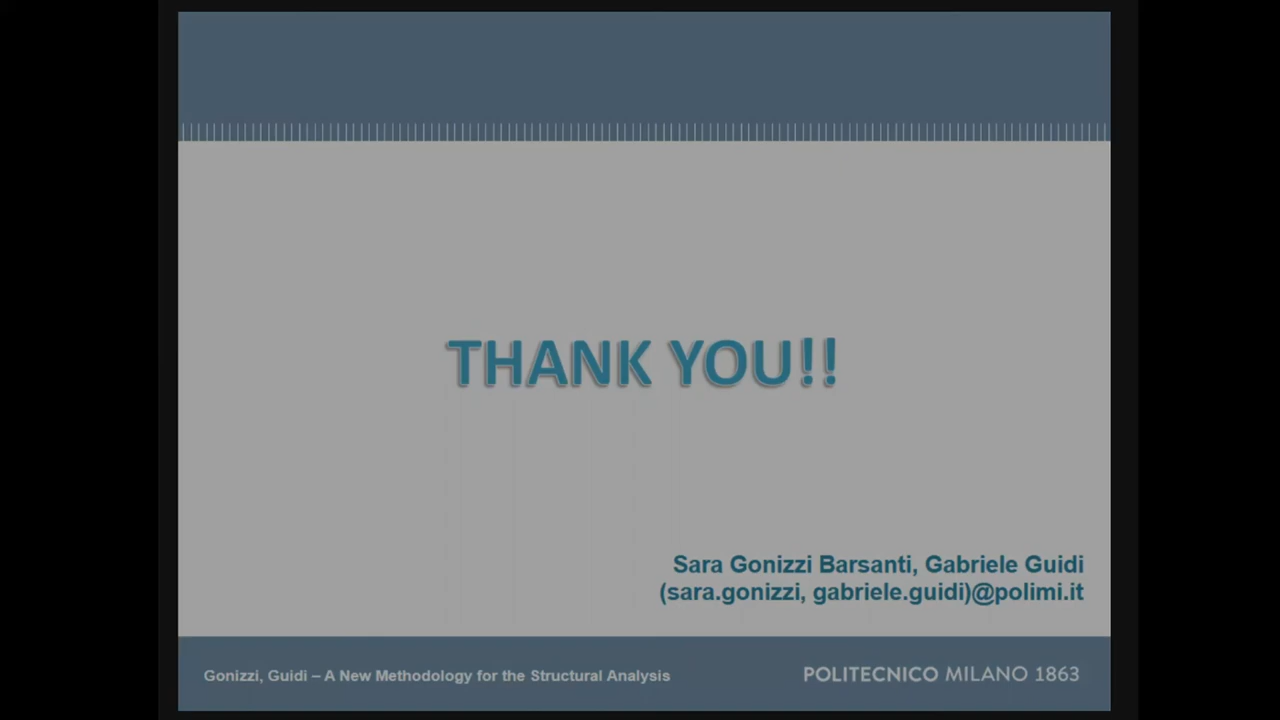 THANK YOU!!
Sara Gonizzi Barsanti, Gabriele Guidi
(sara.gonizzi, gabriele.guidi)@polimi.it
Gonizzi, Guidi – A New Methodology for the Structural Analysis
POLITECNICO MILANO 1863